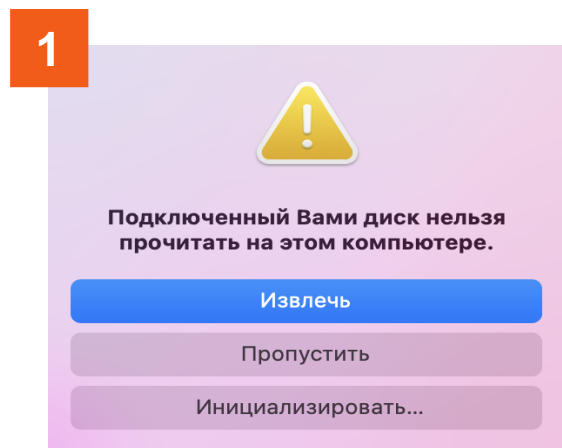 1
Подключенный Вами диск нельзя
прочитать на этом компьютере.
Извлечь
Пропустить
Инициализировать...